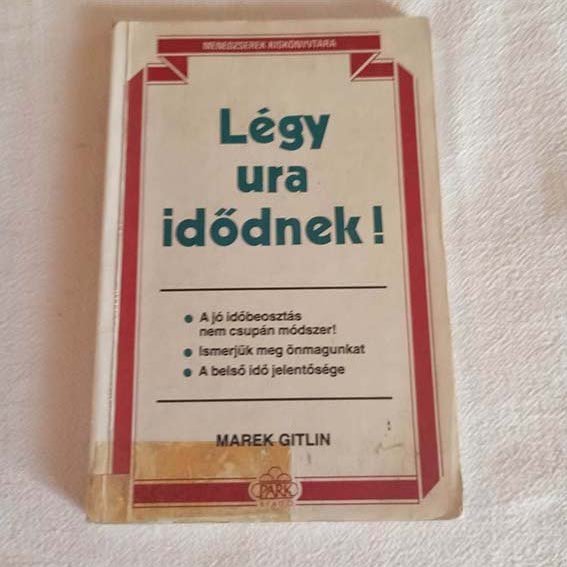 MENEDZSEREK KISKÖNYVTÁRA
Légy
ura
idődnek!
● A jó időbeosztás
nem csupán módszer!
● Ismerjük meg önmagunkat
● A belső idő jelentősége
MAREK GITLIN
PARK
KIADÓ